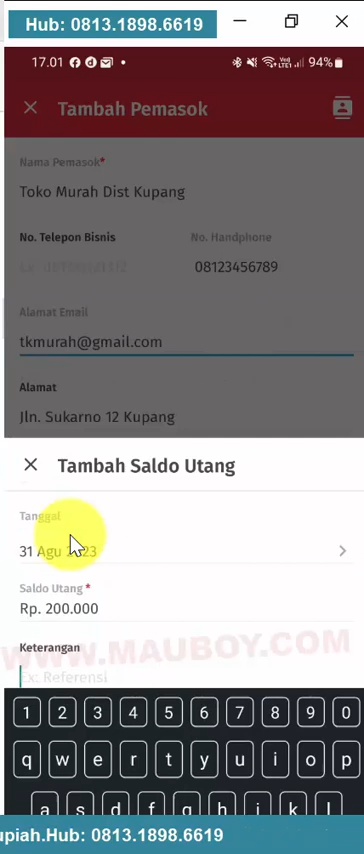 Hub: 0813.1898.6619
17.01
94%
Tambah Pemasok
Nama Pemasok*
Toko Murah Dist Kupang
No. Telepon Bisnis
No. Handphone
08123456789
Alamat Email
tkmurah@gmail.com
Alamat
Jln. Sukarno 12 Kupang
Tambah Saldo Utang
Tanggal
31 Agu 2023
Saldo Utang *
Rp. 200.000
WWW.MAUBOY.COM
Keterangan
Ex: Referensi
1 2 3 4 5 6 7 8 9 0
q w e r t y u i o p
a s d f g h j k l
upiah.Hub: 0813.1898.6619